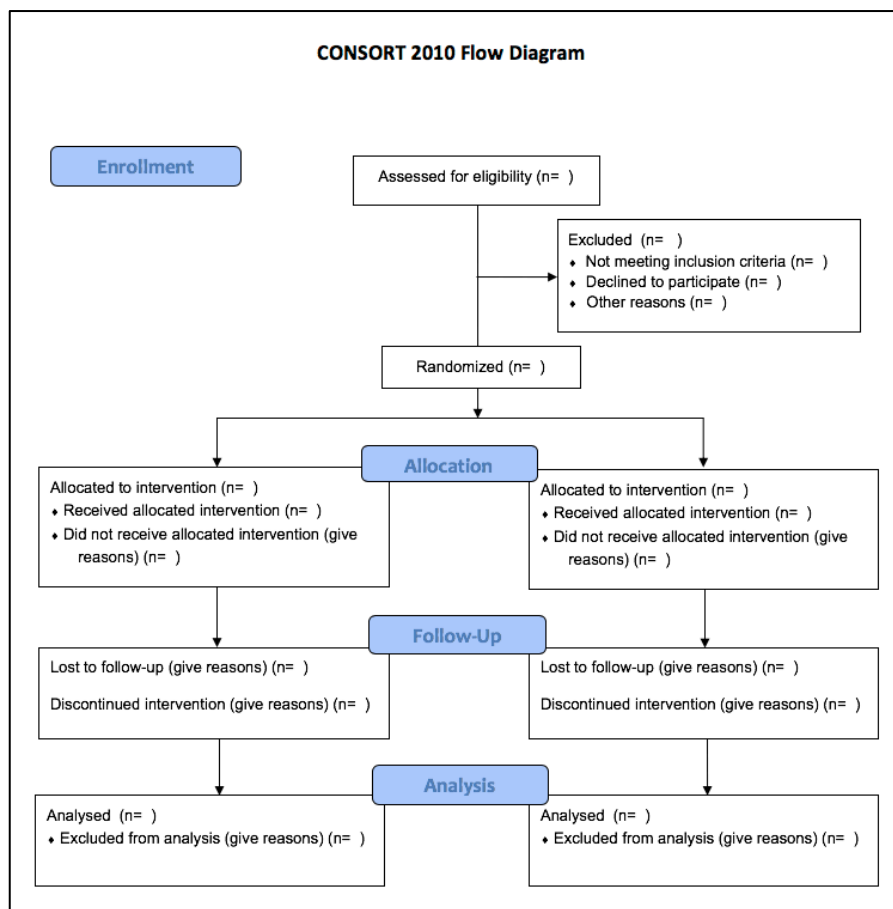 CONSORT 2010 Flow Diagram
Enrollment
Assessed for eligibility (n=  )
Excluded  (n=   )
♦ Not meeting inclusion criteria (n=  )
♦ Declined to participate (n=  )
♦ Other reasons (n=  )
Randomized (n=  )
Allocation
Allocated to intervention (n=  )
♦ Received allocated intervention (n=  )
♦ Did not receive allocated intervention (give
reasons) (n=  )
Allocated to intervention (n=  )
♦ Received allocated intervention (n=  )
♦ Did not receive allocated intervention (give
reasons) (n=  )
Follow-Up
Lost to follow-up (give reasons) (n=  )
Discontinued intervention (give reasons) (n=  )
Lost to follow-up (give reasons) (n=  )
Discontinued intervention (give reasons) (n=  )
Analysis
Analysed  (n=  )
♦ Excluded from analysis (give reasons) (n=  )
Analysed  (n=  )
♦ Excluded from analysis (give reasons) (n=  )